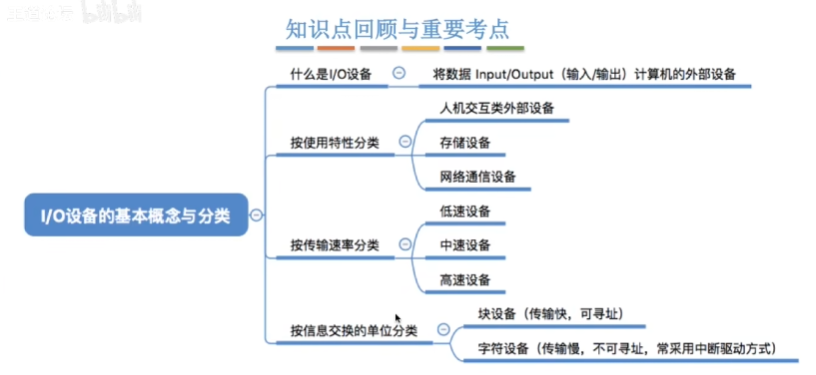 知识点回顾与重要考点
什么是I/O设备
将数据 Input/Output（输入/输出）计算机的外部设备
人机交互类外部设备
按使用特性分类
存储设备
网络通信设备
I/O设备的基本概念与分类
低速设备
按传输速率分类
中速设备
高速设备
块设备（传输快，可寻址）
按信息交换的单位分类
字符设备（传输慢，不可寻址，常采用中断驱动方式）